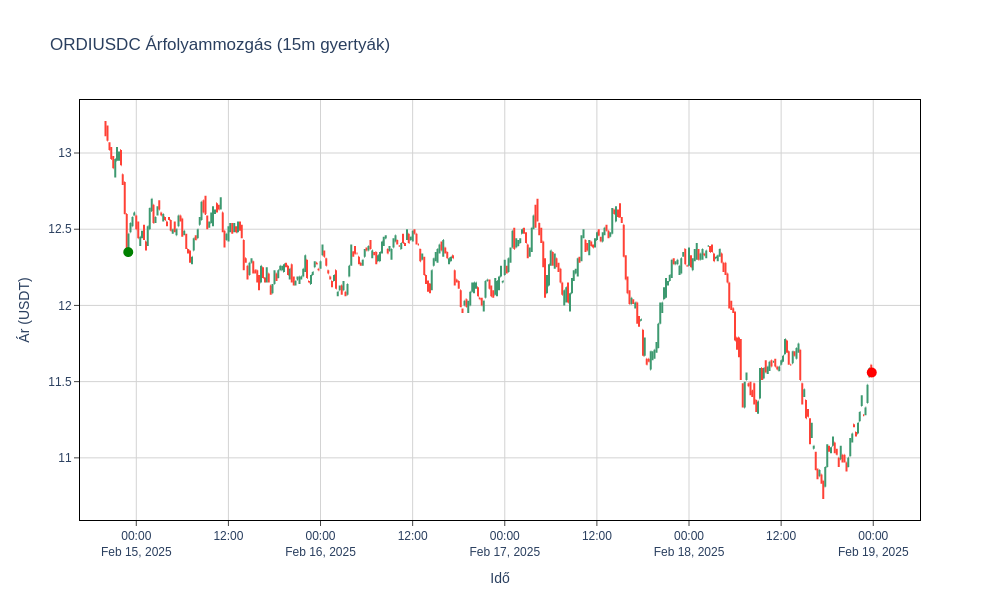 ORDIUSDC Árfolyammozgás (15m gyertyák)
Ár (USDT)
13
12.5
12
11.5
11
00:00
Feb 15, 2025
12:00
00:00
Feb 16, 2025
12:00
00:00
Feb 17, 2025
12:00
00:00
Feb 18, 2025
12:00
00:00
Feb 19, 2025
Idő